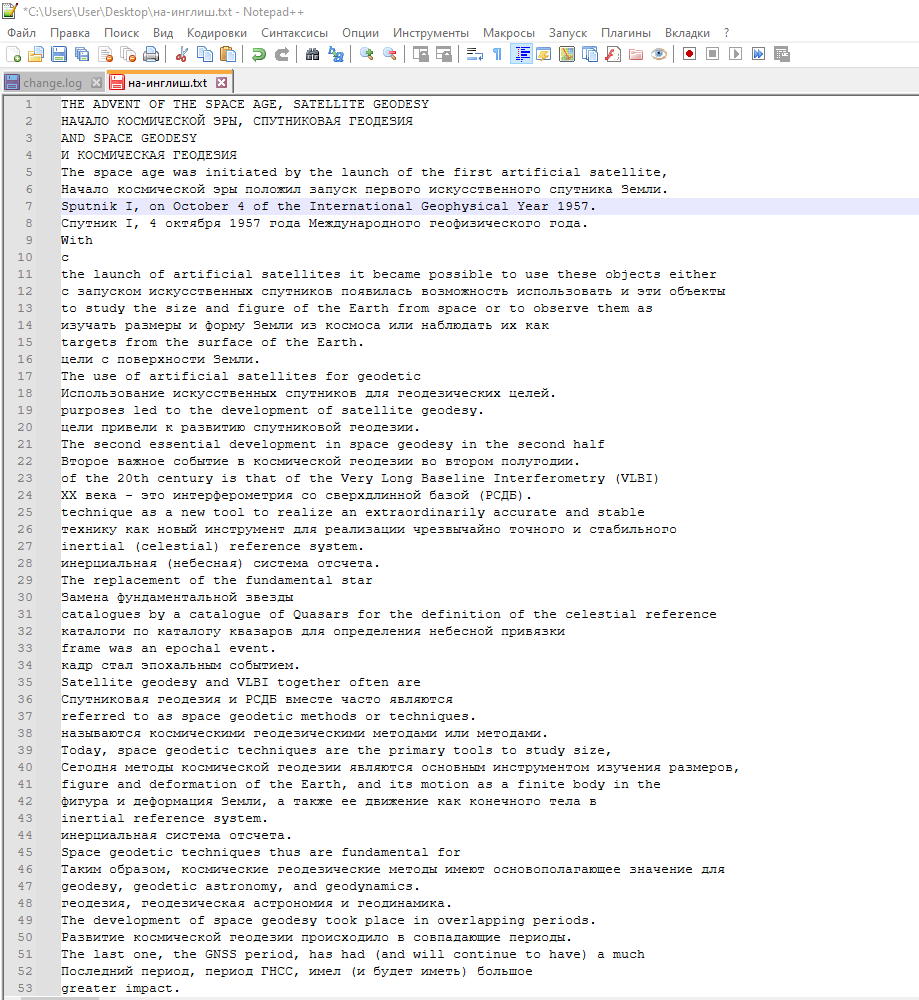 *C:\Users\User\Desktop\на-инглиш.txt - Notepad++
Файл Правка Поиск Вид Кодировки Синтаксисы Опции Инструменты Макросы Запуск Плагины Вкладки ?
change.log на-инглиш.txt
1 THE ADVENT OF THE SPACE AGE, SATELLITE GEODESY
2 НАЧАЛО КОСМИЧЕСКОЙ ЭРЫ, СПУТНИКОВАЯ ГЕОДЕЗИЯ
3 AND SPACE GEODESY
4 И КОСМИЧЕСКАЯ ГЕОДЕЗИЯ
5 The space age was initiated by the launch of the first artificial satellite,
6 Начало космической эры положил запуск первого искусственного спутника Земли.
7 Sputnik I, on October 4 of the International Geophysical Year 1957.
8 Спутник I, 4 октября 1957 года Международного геофизического года.
9 With
10 с
11 the launch of artificial satellites it became possible to use these objects either
12 с запуском искусственных спутников появилась возможность использовать и эти объекты
13 to study the size and figure of the Earth from space or to observe them as
14 изучать размеры и форму Земли из космоса или наблюдать их как
15 targets from the surface of the Earth.
16 цели с поверхности Земли.
17 The use of artificial satellites for geodetic
18 Использование искусственных спутников для геодезических целей.
19 purposes led to the development of satellite geodesy.
20 цели привели к развитию спутниковой геодезии.
21 The second essential development in space geodesy in the second half
22 Второе важное событие в космической геодезии во втором полугодии.
23 of the 20th century is that of the Very Long Baseline Interferometry (VLBI)
24 XX века - это интерферометрия со сверхдлинной базой (РСДБ).
25 technique as a new tool to realize an extraordinarily accurate and stable
26 технику как новый инструмент для реализации чрезвычайно точного и стабильного
27 inertial (celestial) reference system.
28 инерциальная (небесная) система отсчета.
29 The replacement of the fundamental star
30 Замена фундаментальной звезды
31 catalogues by a catalogue of Quasars for the definition of the celestial reference
32 каталоги по каталогу квазаров для определения небесной привязки
33 frame was an epochal event.
34 кадр стал эпохальным событием.
35 Satellite geodesy and VLBI together often are
36 Спутниковая геодезия и РСДБ вместе часто являются
37 referred to as space geodetic methods or techniques.
38 называются космическими геодезическими методами или методами.
39 Today, space geodetic techniques are the primary tools to study size,
40 Сегодня методы космической геодезии являются основным инструментом изучения размеров,
41 figure and deformation of the Earth, and its motion as a finite body in the
42 фигура и деформация Земли, а также ее движение как конечного тела в
43 inertial reference system.
44 инерциальная система отсчета.
45 Space geodetic techniques thus are fundamental for
46 Таким образом, космические геодезические методы имеют основополагающее значение для
47 geodesy, geodetic astronomy, and geodynamics.
48 геодезия, геодезическая астрономия и геодинамика.
49 The development of space geodesy took place in overlapping periods.
50 Развитие космической геодезии происходило в совпадающие периоды.
51 The last one, the GNSS period, has had (and will continue to have) a much
52 Последний период, период ГНСС, имел (и будет иметь) большое
53 greater impact.